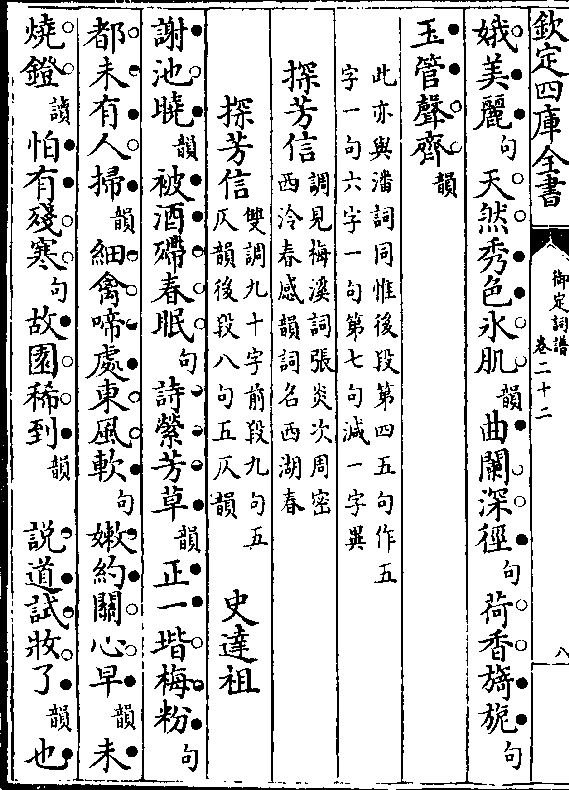 欽定四庫全書
御定詞譜
卷二十二
八
娥美麗句天然秀色氷肌韻曲闌深徑句荷香旖旎句
玉管聲齊韻
此亦與潘詞同惟後段第四五句作五
字一句六字一句第七句減一字異
探芳信
調見梅溪詞張炎次周密
西泠春感韻詞名西湖春
探芳信
雙調九十字前段九句五
仄韻後段八句五仄韻
史達祖
謝池曉韻被酒殢春眠句詩縈芳草韻正一堦梅粉句
都未有人掃韻細禽啼處東風軟句嫩約關心早韻未
燒鐙讀怕有殘寒句故園稀到韻 説道試妝了韻也